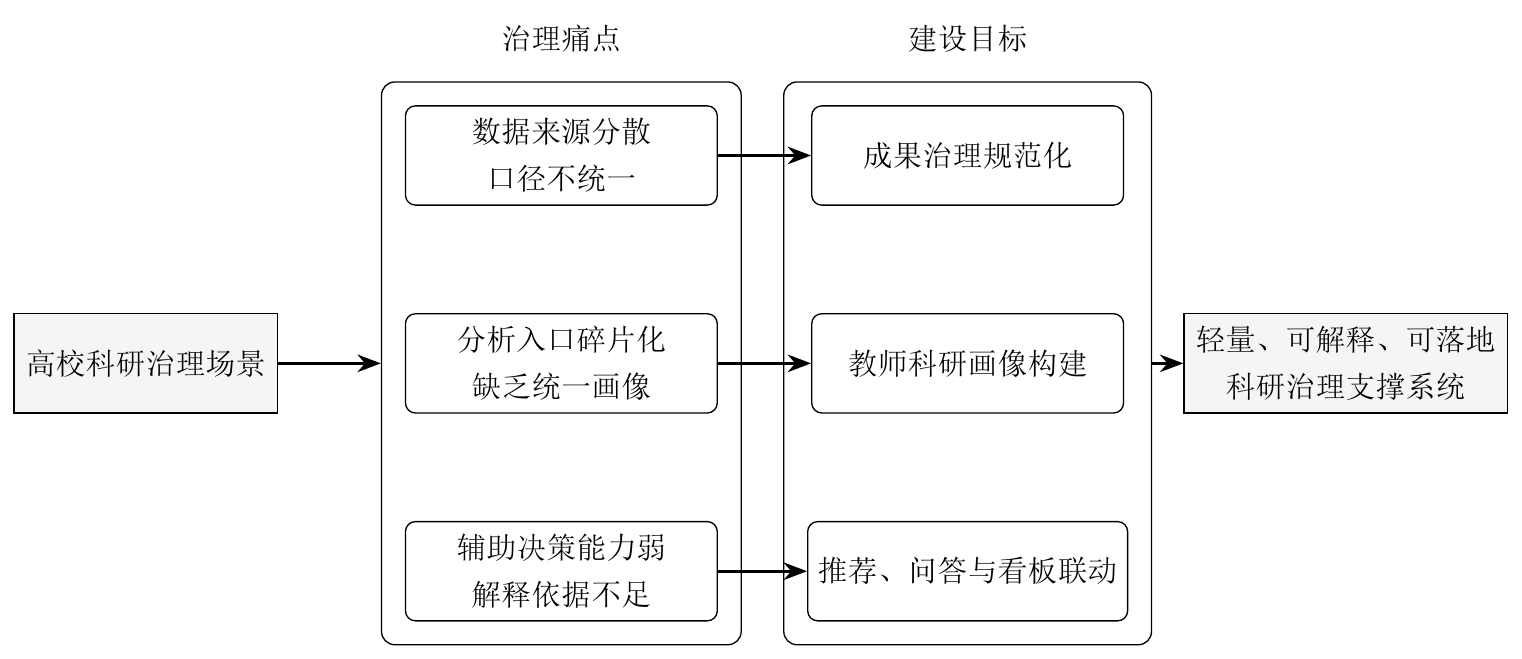 治理痛点
建设目标
数据来源分散
口径不统一
成果治理规范化
高校科研治理场景
分析入口碎片化
缺乏统一画像
教师科研画像构建
轻量、可解释、可落地
科研治理支撑系统
辅助决策能力弱
解释依据不足
推荐、问答与看板联动